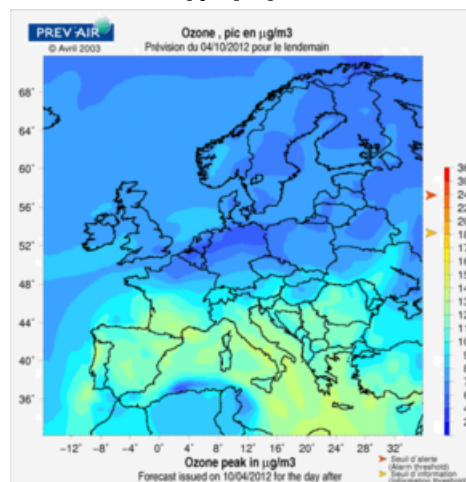 PREV'AIR
© Avril 2003
Ozone , pic en µg/m3
Prévision du 04/10/2012 pour le lendemain
68°
64°
60°
56°
52°
48°
44°
40°
36°
−12° −8° −4° 0° 4° 8° 12° 16° 20° 24° 28° 32°
Ozone peak in µg/m3
Forecast issued on 10/04/2012 for the day after
Seuil d'alerte
(Alarm threshold)
Seuil d'information
(Information threshold)